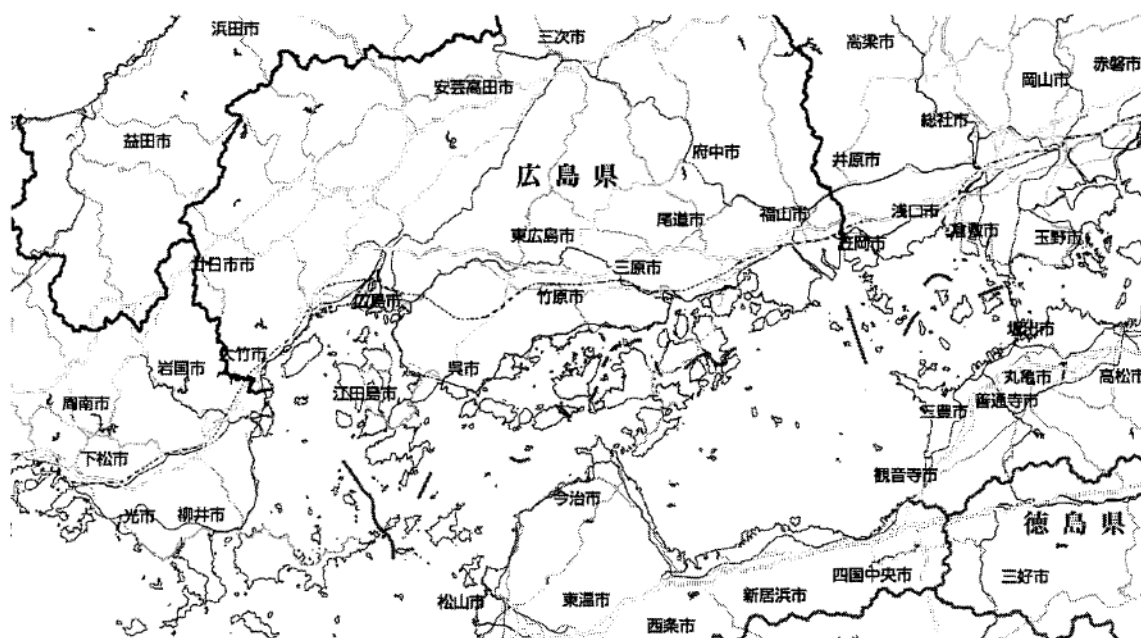 浜田市
三次市
高梁市
赤磐市
岡山市
安芸高田市
総社市
益田市
府中市
井原市
広島県
尾道市
福山市
浅口市
東広島市
倉敷市
玉野市
笠岡市
廿日市市
三原市
広島市
竹原市
坂出市
大竹市
岩国市
呉市
丸亀市
高松市
江田島市
善通寺市
周南市
三豊市
下松市
観音寺市
今治市
光市
柳井市
徳島県
四国中央市
三好市
新居浜市
松山市
東温市
西条市